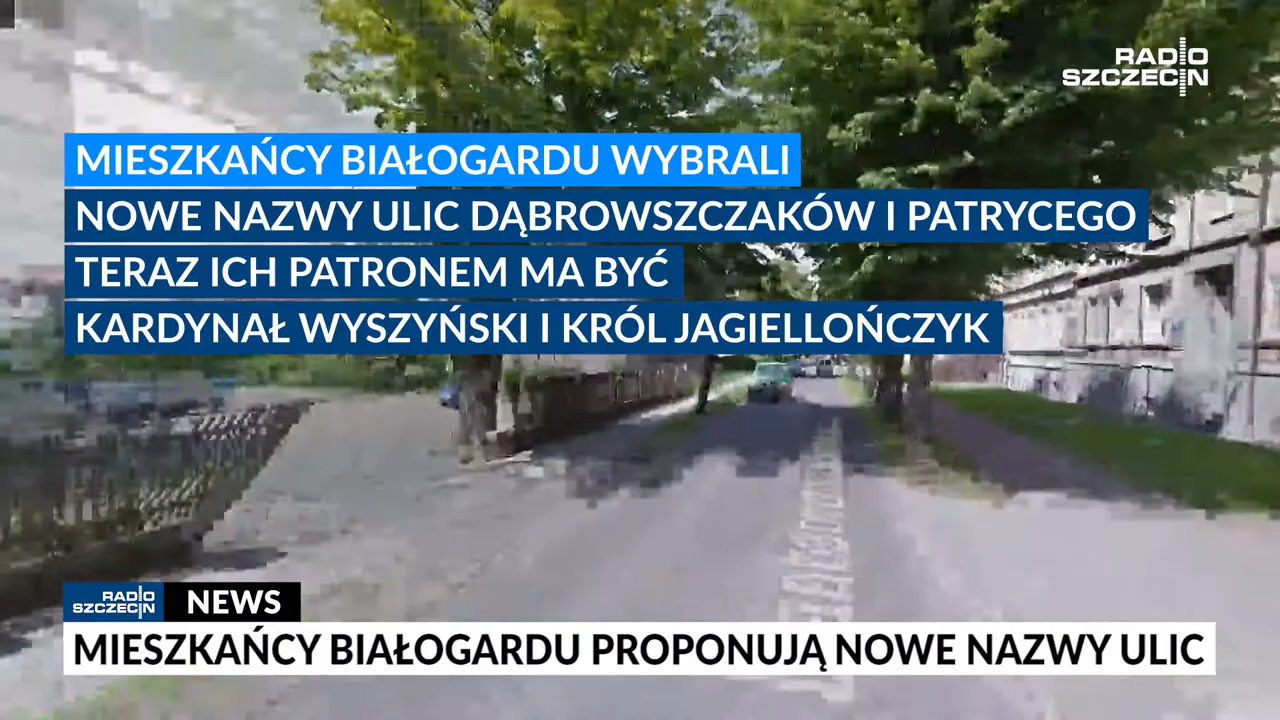 RADIO
SZCZECIN
MIESZKAŃCY BIAŁOGARDU WYBRALI
NOWE NAZWY ULIC DĄBROWSZCZAKÓW I PATRYCEGO
TERAZ ICH PATRONEM MA BYĆ
KARDYNAŁ WYSZYŃSKI I KRÓL JAGIELLOŃCZYK
RADIO
SZCZECIN
NEWS
MIESZKAŃCY BIAŁOGARDU PROPONUJĄ NOWE NAZWY ULIC